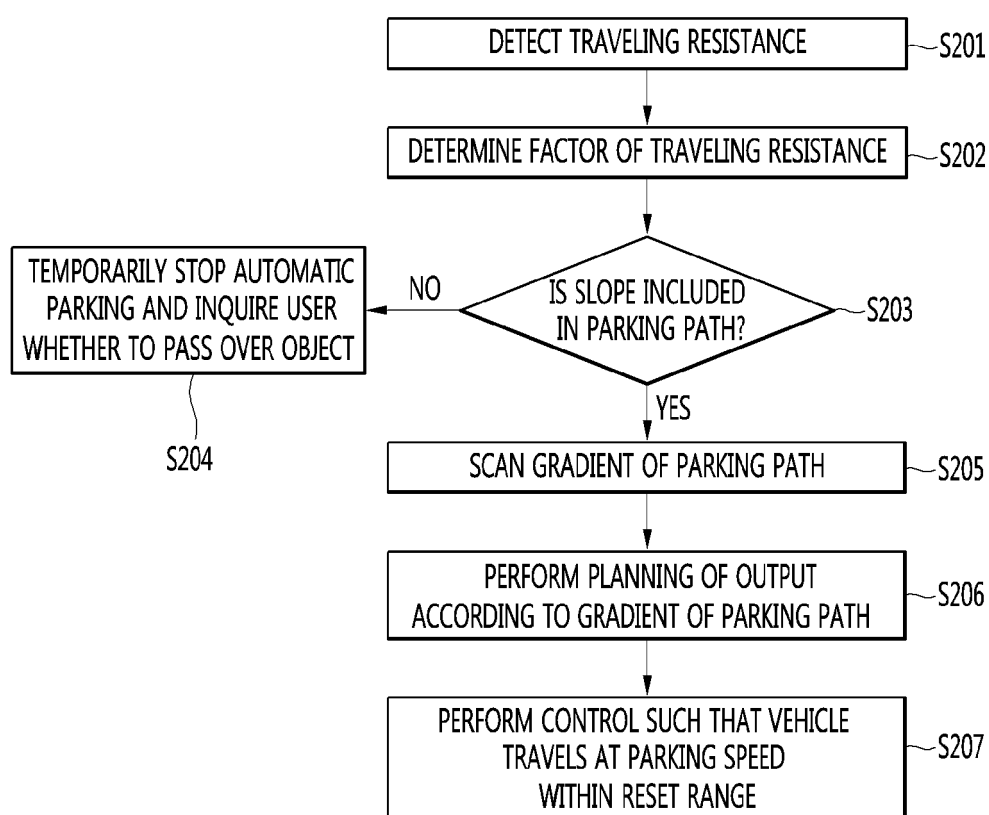 DETECT TRAVELING RESISTANCE
S201
DETERMINE FACTOR OF TRAVELING RESISTANCE
S202
IS SLOPE INCLUDED
IN PARKING PATH?
S203
NO
TEMPORARILY STOP AUTOMATIC
PARKING AND INQUIRE USER
WHETHER TO PASS OVER OBJECT
S204
YES
SCAN GRADIENT OF PARKING PATH
S205
PERFORM PLANNING OF OUTPUT
ACCORDING TO GRADIENT OF PARKING PATH
S206
PERFORM CONTROL SUCH THAT VEHICLE
TRAVELS AT PARKING SPEED
WITHIN RESET RANGE
S207